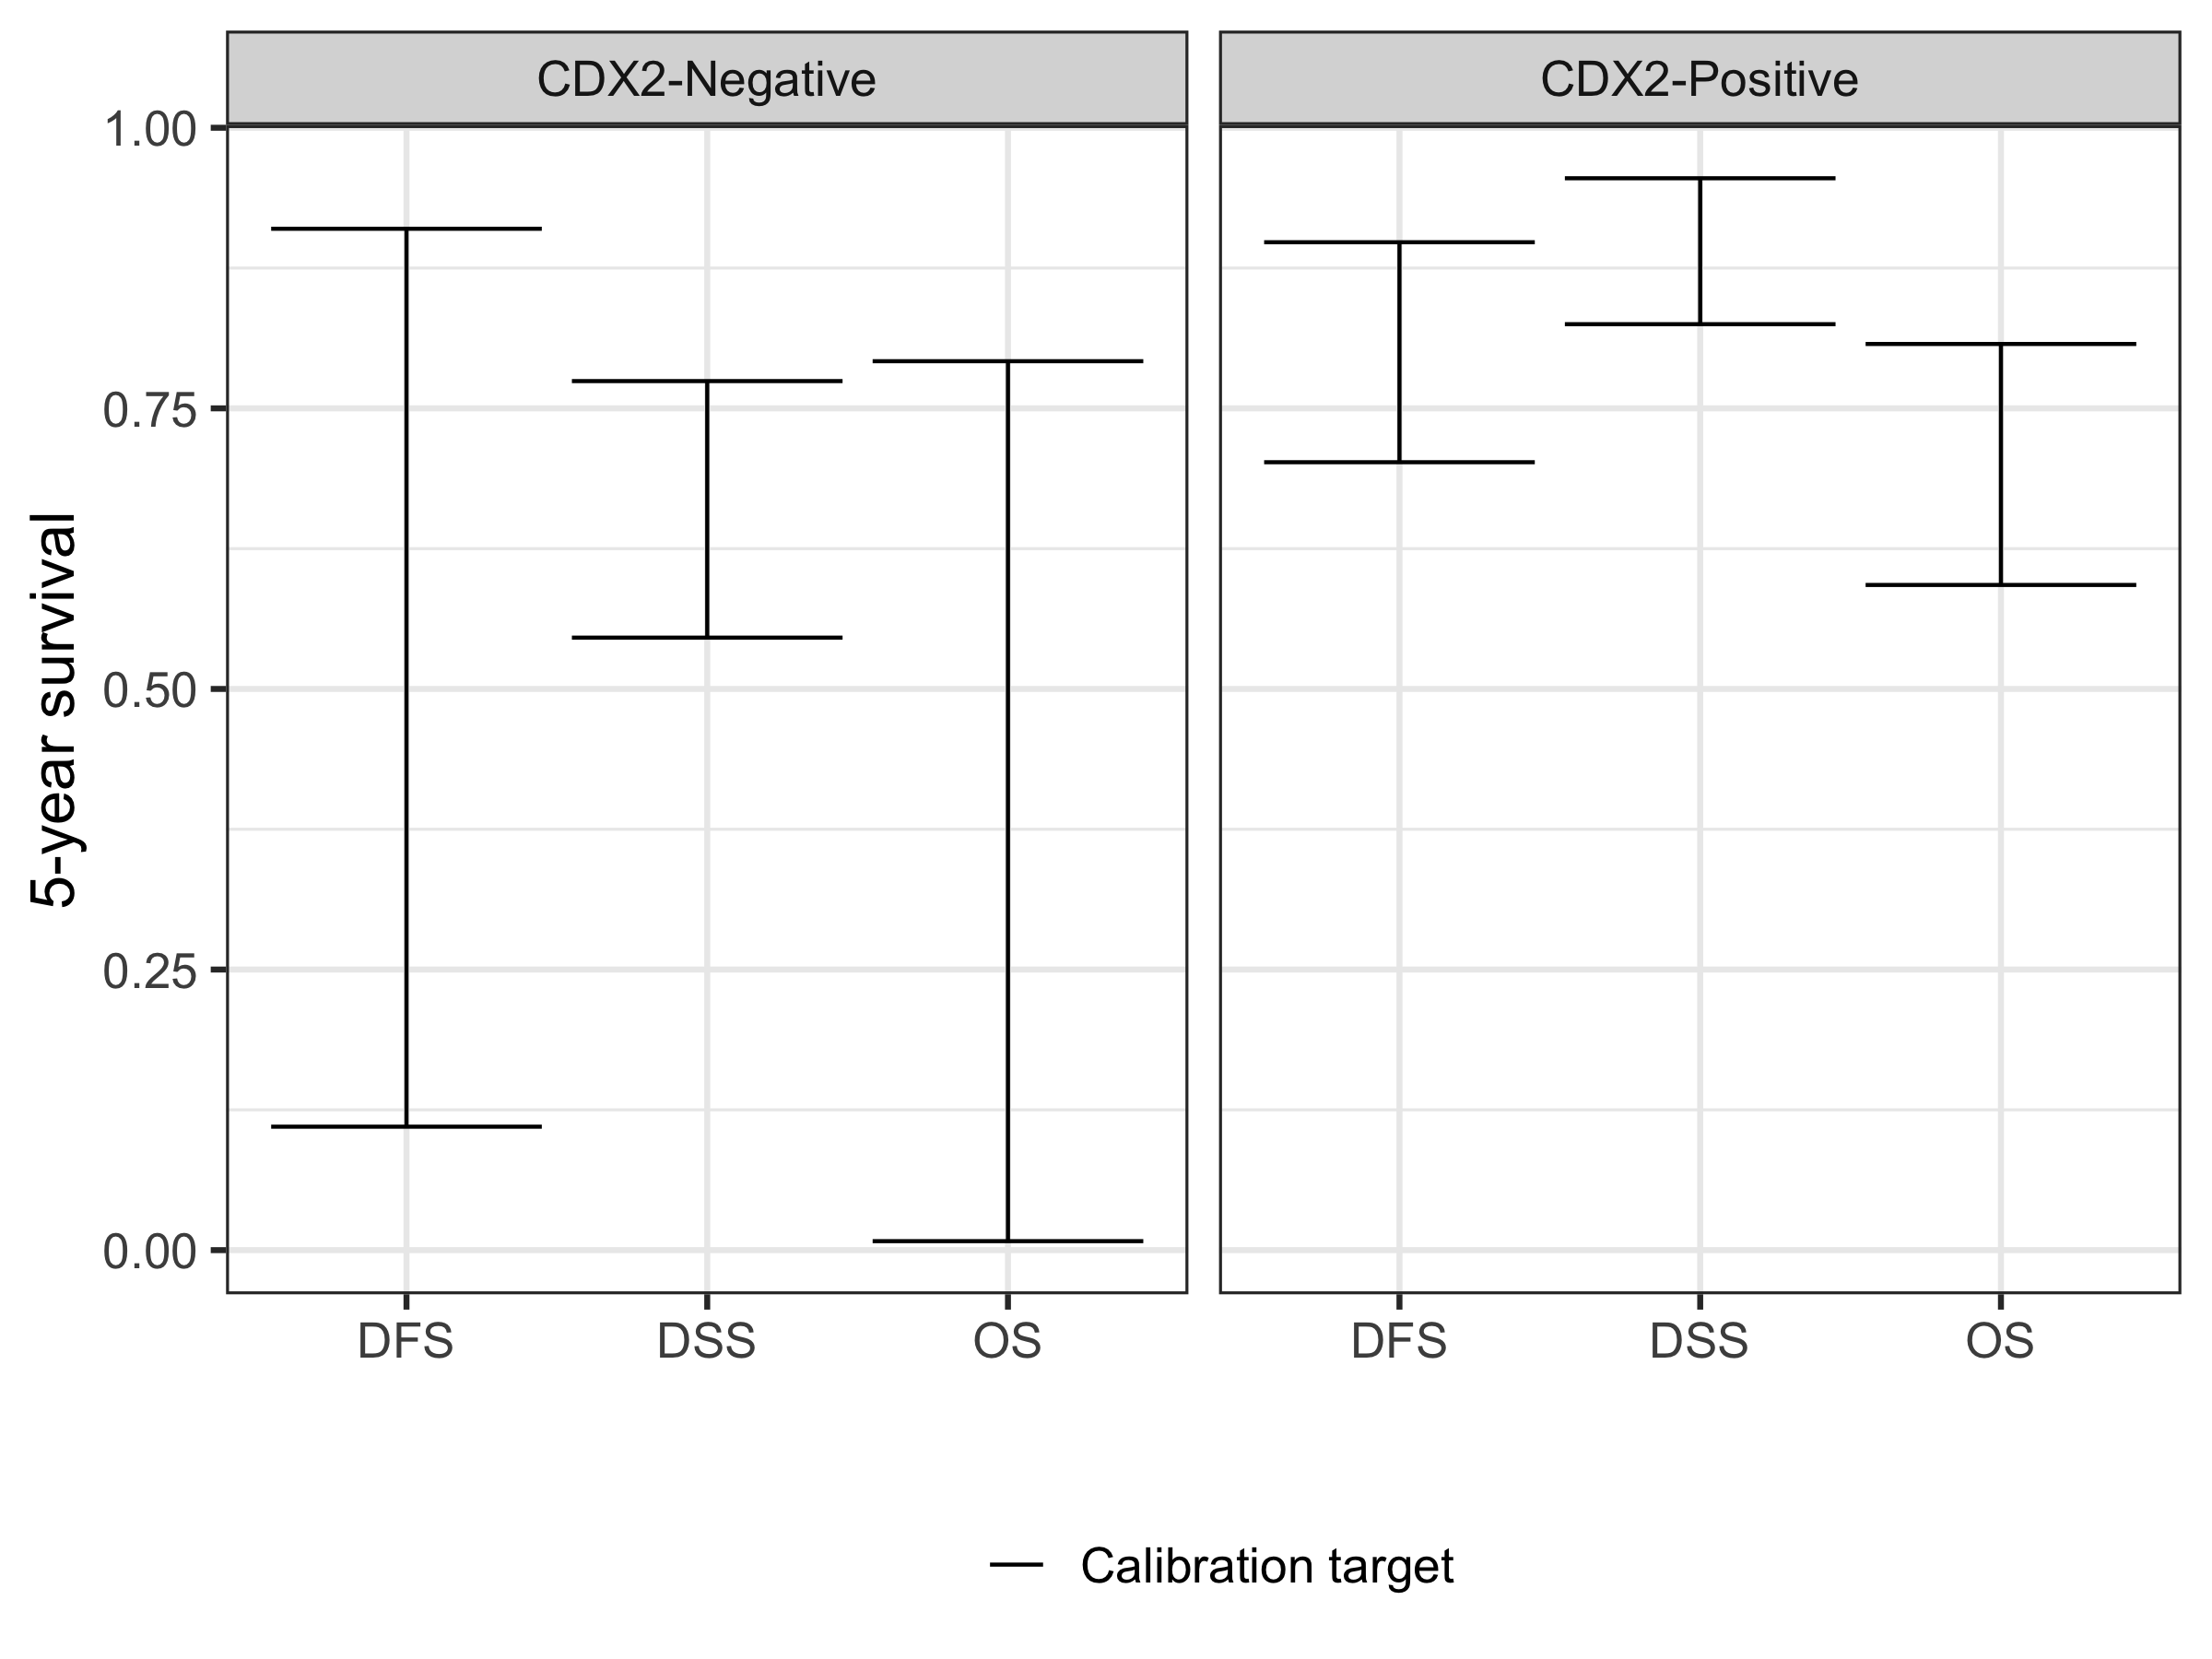 CDX2-Negative
CDX2-Positive
5-year survival
1.00
0.75
0.50
0.25
0.00
DFS DSS OS
DFS DSS OS
Calibration target